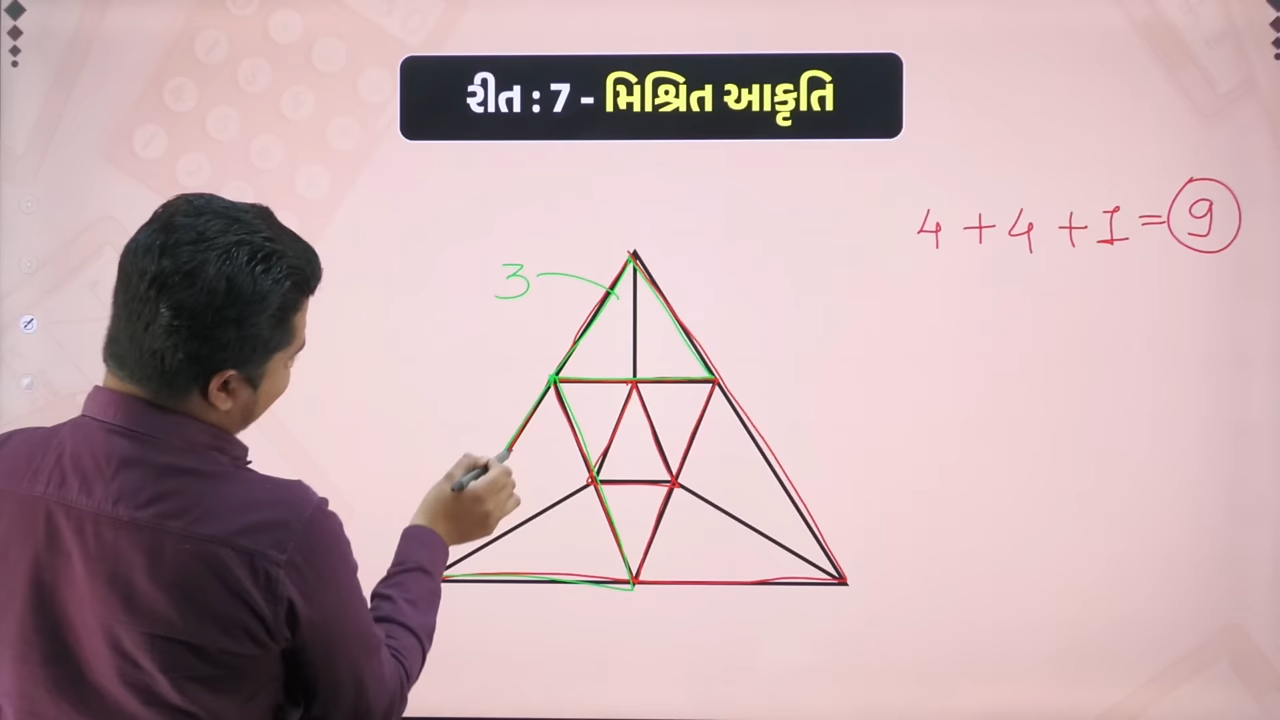 રીત : 7 - મિશ્રિત આકૃતિ
4 + 4 + 1 = 9
3